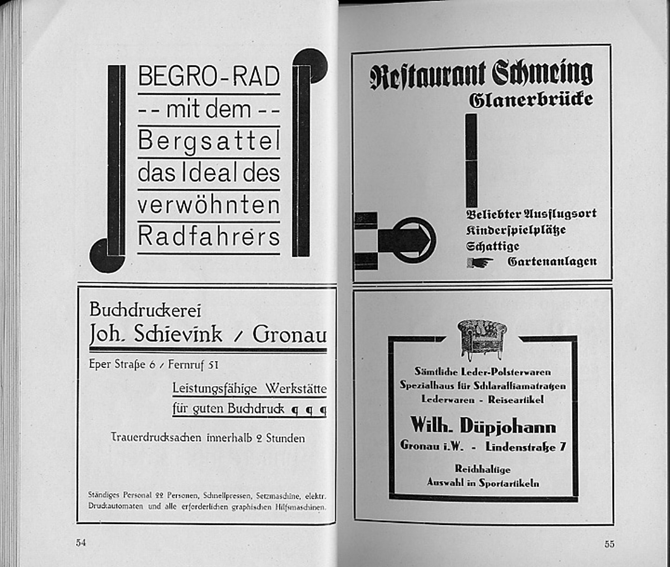 BEGRO-RAD
-- mit dem --
Bergsattel
das Ideal des
verwöhnten
Radfahrers
Buchdruckerei
Joh. Schievink / Gronau
Eper Straße 6 / Fernruf 51
Leistungsfähige Werkstätte
für guten Buchdruck ¶ ¶ ¶
Trauerdrucksachen innerhalb 2 Stunden
Ständiges Personal 22 Personen, Schnellpressen, Setzmaschine, elektr.
Druckautomaten und alle erforderlichen graphischen Hilfsmaschinen.
54
Restaurant Schmeing
Glanerbrücke
Beliebter Ausflugsort
Kinderspielplätze
Schattige
Gartenanlagen
Sämtliche Leder-Polsterwaren
Spezialhaus für Schlaraffiamatratzen
Lederwaren - Reiseartikel
Wilh. Düpjohann
Gronau i.W. - Lindenstraße 7
Reichhaltige
Auswahl in Sportartikeln
55